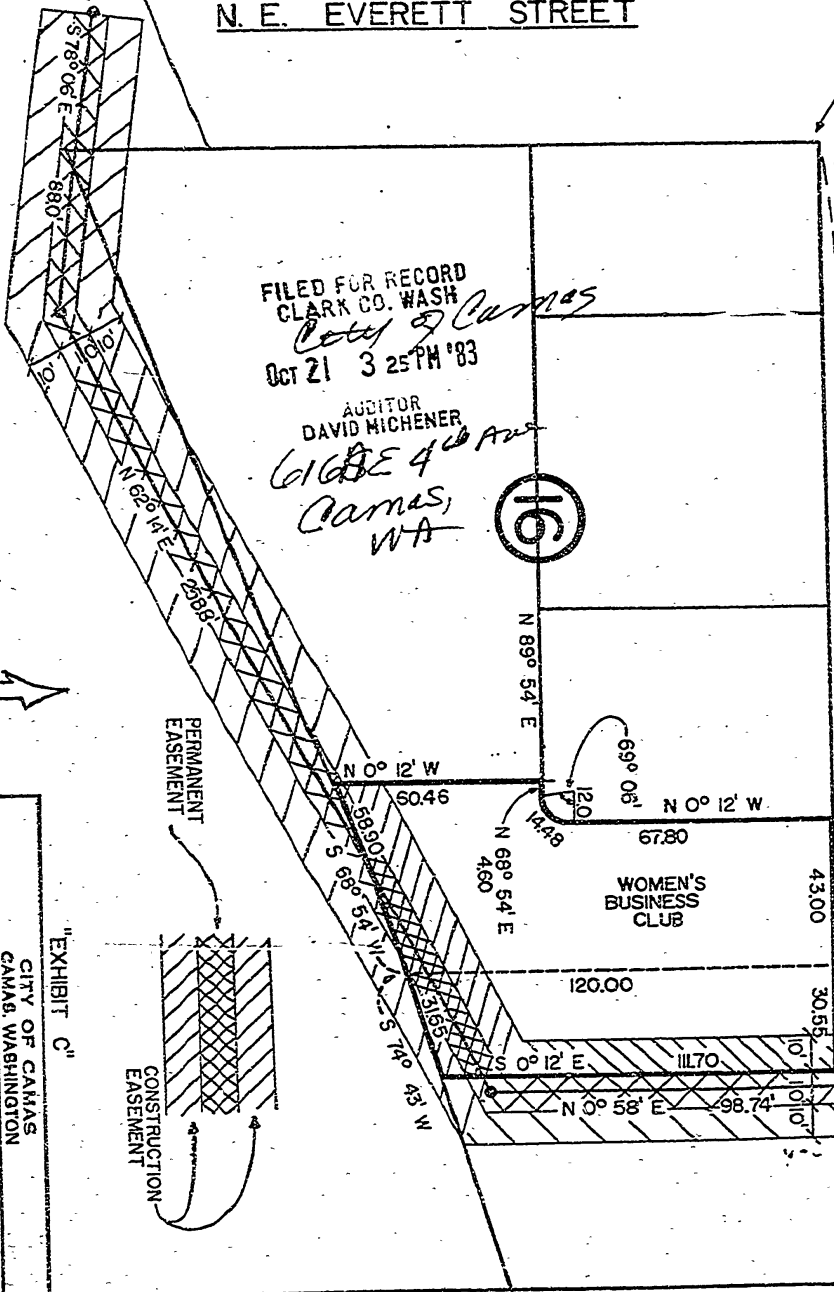 N. E. EVERETT STREET
S 78° 06' E
88.0'
FILED FOR RECORD
CLARK CO. WASH
City of Camas
Oct 21 3 25 PM '83
AUDITOR
DAVID MICHENER
616 NE 4th Ave
Camas,
WA
16
10'
10'
10'
N 62° 14' E
258.8'
N 89° 54' E
69° 06'
12.0
14.48
N 0° 12' W
60.46
N 0° 12' W
67.80
N 68° 54' E
4.60
43.00
WOMEN'S
BUSINESS
CLUB
58.90
S 68° 54' W
120.00
30.55
31.65
S 74° 43' W
S 0° 12' E
111.70
10'
10'
10'
N 0° 58' E
98.74'
PERMANENT
EASEMENT
CONSTRUCTION
EASEMENT
"EXHIBIT C"
CITY OF CAMAS
CAMAS, WASHINGTON